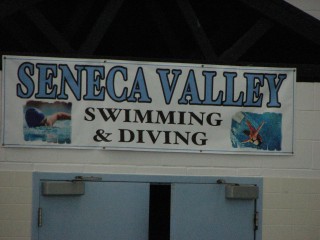 SENECA VALLEY
SWIMMING
& DIVING